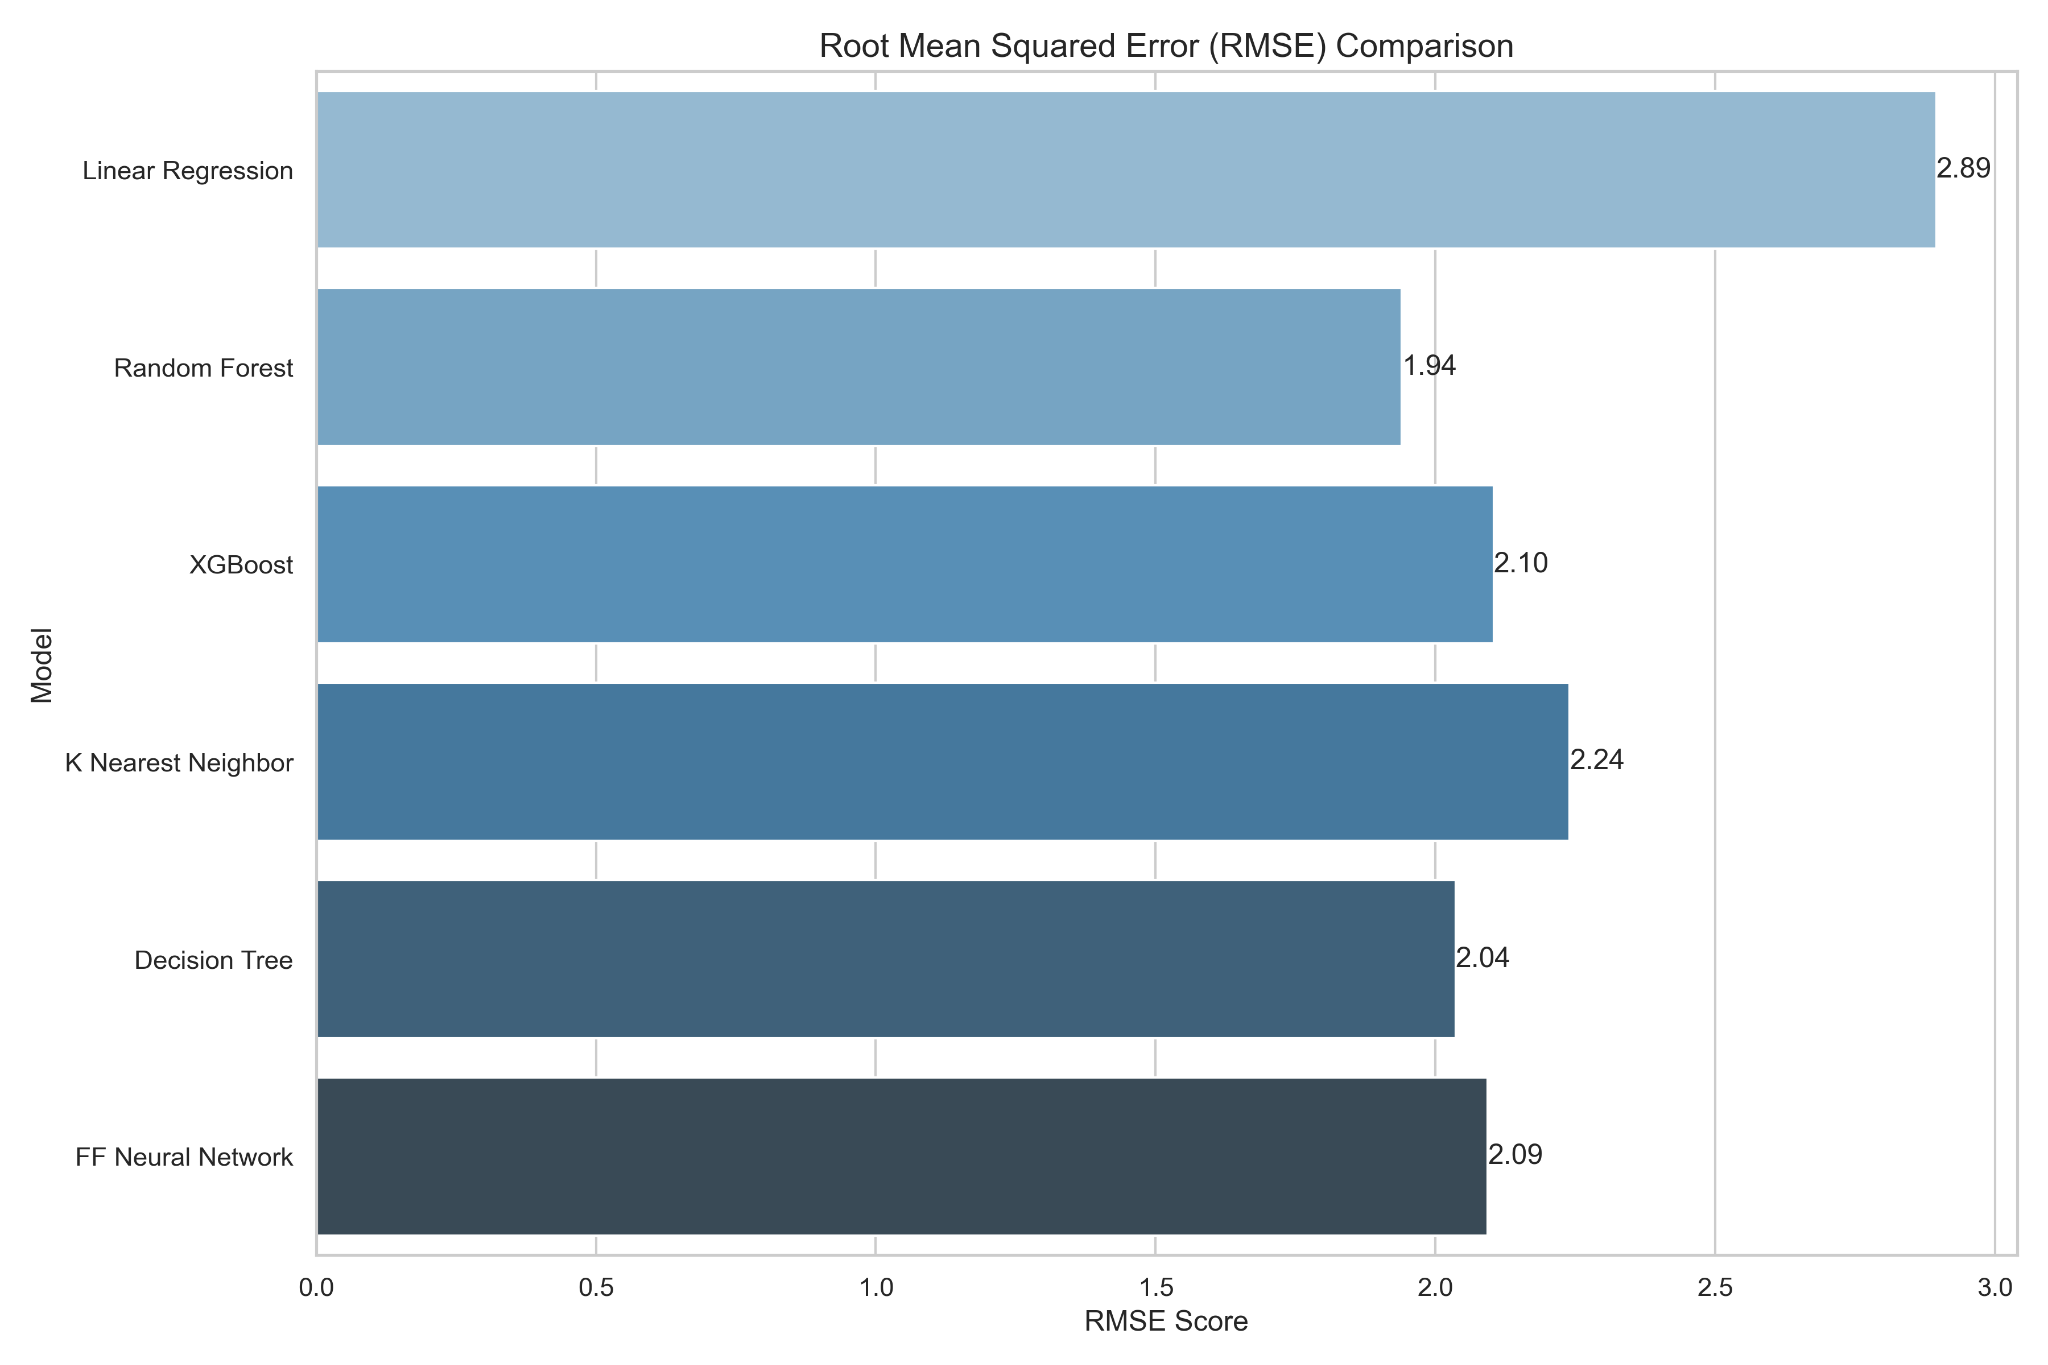 Root Mean Squared Error (RMSE) Comparison
Model
Linear Regression 2.89
Random Forest 1.94
XGBoost 2.10
K Nearest Neighbor 2.24
Decision Tree 2.04
FF Neural Network 2.09
0.0 0.5 1.0 1.5 2.0 2.5 3.0
RMSE Score